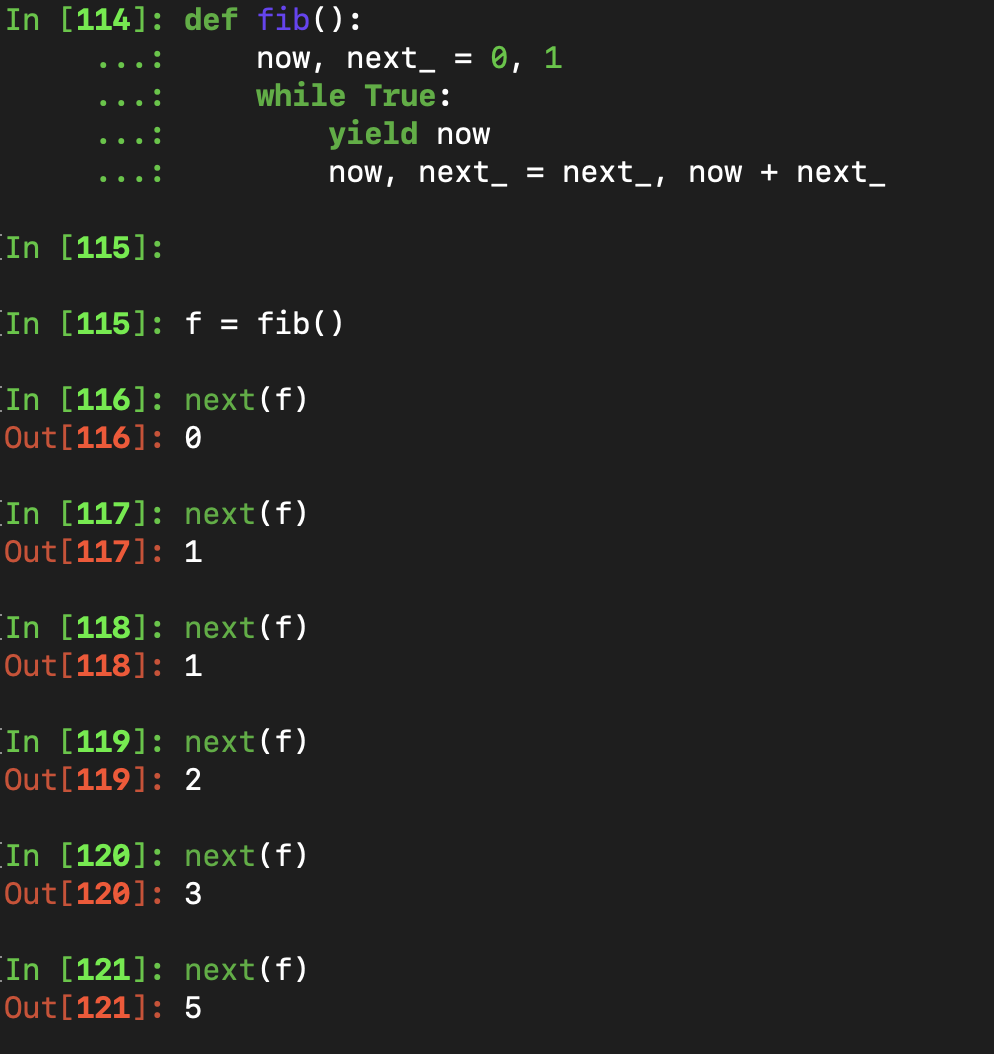 In [114]: def fib():
     ...:     now, next_ = 0, 1
     ...:     while True:
     ...:         yield now
     ...:         now, next_ = next_, now + next_
[In [115]:
[In [115]: f = fib()
[In [116]: next(f)
Out[116]: 0
[In [117]: next(f)
Out[117]: 1
[In [118]: next(f)
Out[118]: 1
[In [119]: next(f)
Out[119]: 2
[In [120]: next(f)
Out[120]: 3
[In [121]: next(f)
Out[121]: 5